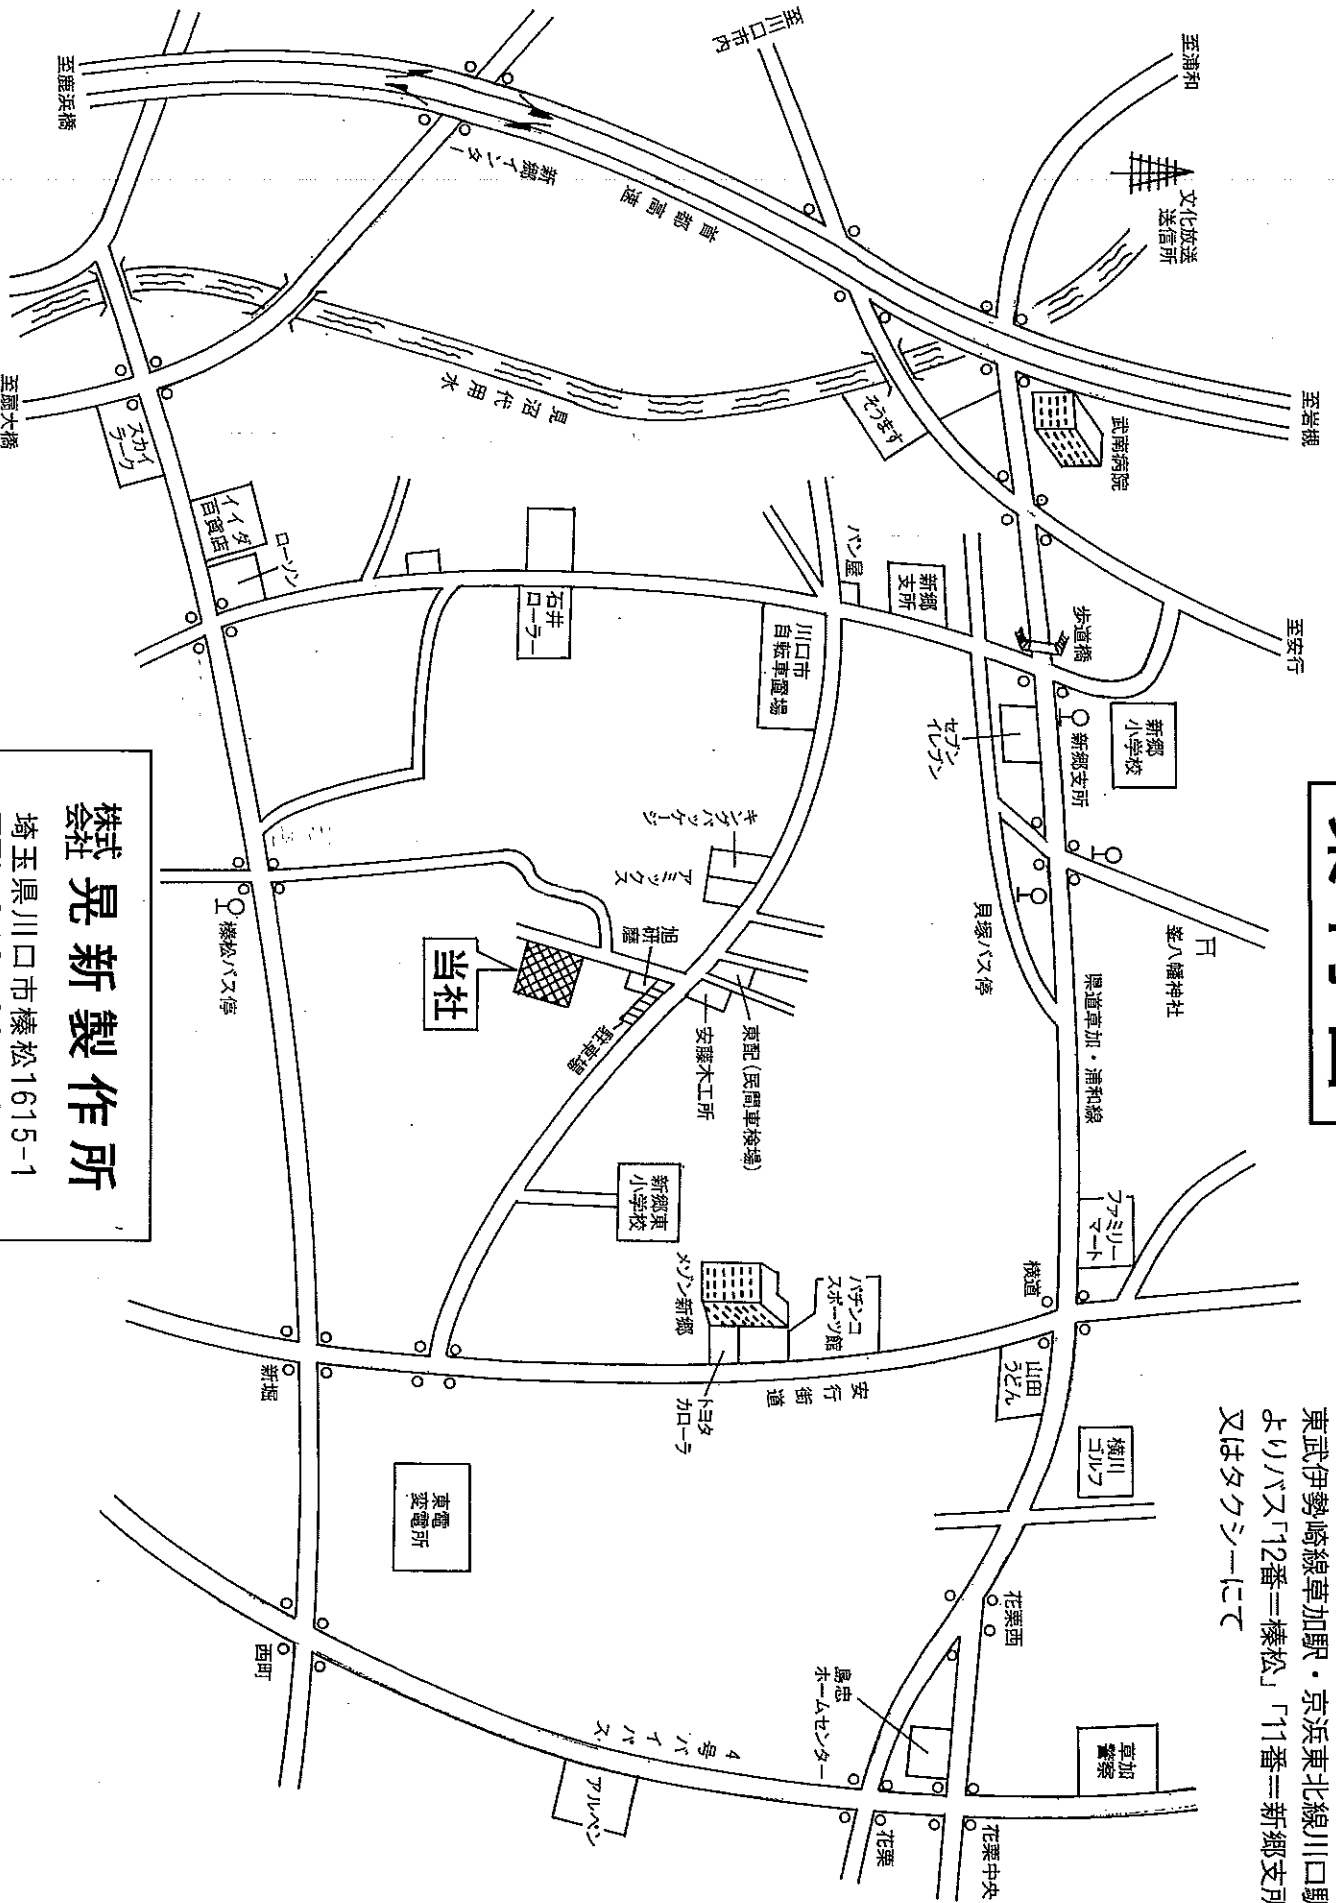 東武伊勢崎線草加駅・京浜東北線川口駅
よりバス「12番＝榛松」「11番＝新郷支所
又はタクシーにて
至浦和
文化放送
送信所
至岩槻
武南病院
至安行
至川口市内
首都高速
新郷インター
至鹿浜橋
見沼代用水
至扇大橋
そうます
歩道橋
新郷
小学校
新郷支所
セブン
イレブン
新郷
支所
パン屋
川口市
自転車置場
石井
ローラー
スカイ
ラーク
イイダ
百貨店
ローソン
峯八幡神社
貝塚バス停
県道草加・浦和線
キングパッケージ
アミックス
旭研磨
当社
駐車場
東配(民間車検場)
安藤木工所
榛松バス停
ファミリー
マート
横道
山田
うどん
横川
ゴルフ
パチンコ
スポーツ館
メゾン新郷
トヨタ
カローラ
安行街道
新郷東
小学校
新堀
東電
変電所
花栗西
島忠
ホームセンター
草加
警察
花栗中央
花栗
4号バイパス
アルペン
西町
株式
会社 晃新製作所
埼玉県川口市榛松1615-1